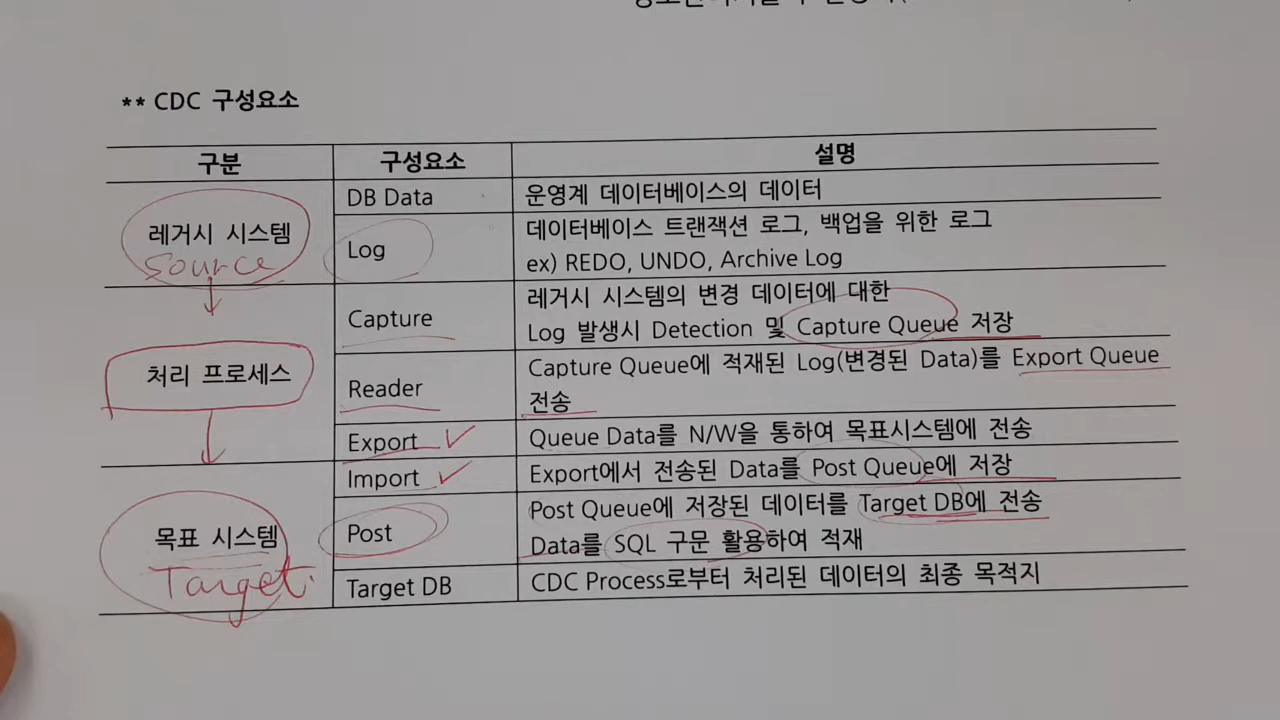 ** CDC 구성요소
구분 구성요소 설명
레거시 시스템
Source
DB Data 운영계 데이터베이스의 데이터
Log 데이터베이스 트랜잭션 로그, 백업을 위한 로그
ex) REDO, UNDO, Archive Log
처리 프로세스
Capture 레거시 시스템의 변경 데이터에 대한
Log 발생시 Detection 및 Capture Queue 저장
Reader Capture Queue에 적재된 Log(변경된 Data)를 Export Queue
전송
Export Queue Data를 N/W을 통하여 목표시스템에 전송
목표 시스템
Target
Import Export에서 전송된 Data를 Post Queue에 저장
Post Post Queue에 저장된 데이터를 Target DB에 전송
Data를 SQL 구문 활용하여 적재
Target DB CDC Process로부터 처리된 데이터의 최종 목적지